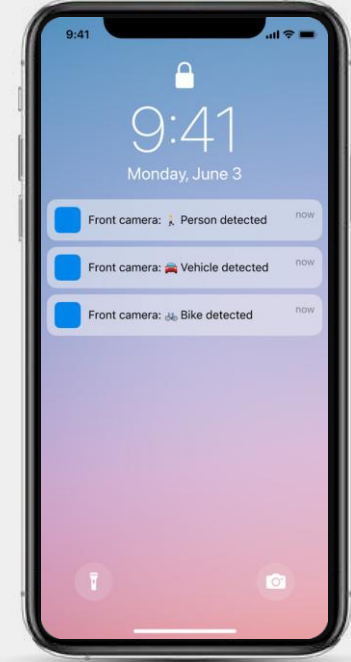 9:41
9:41
Monday, June 3
Front camera: 🚶 Person detected now
Front camera: 🚘 Vehicle detected now
Front camera: 🚲 Bike detected now